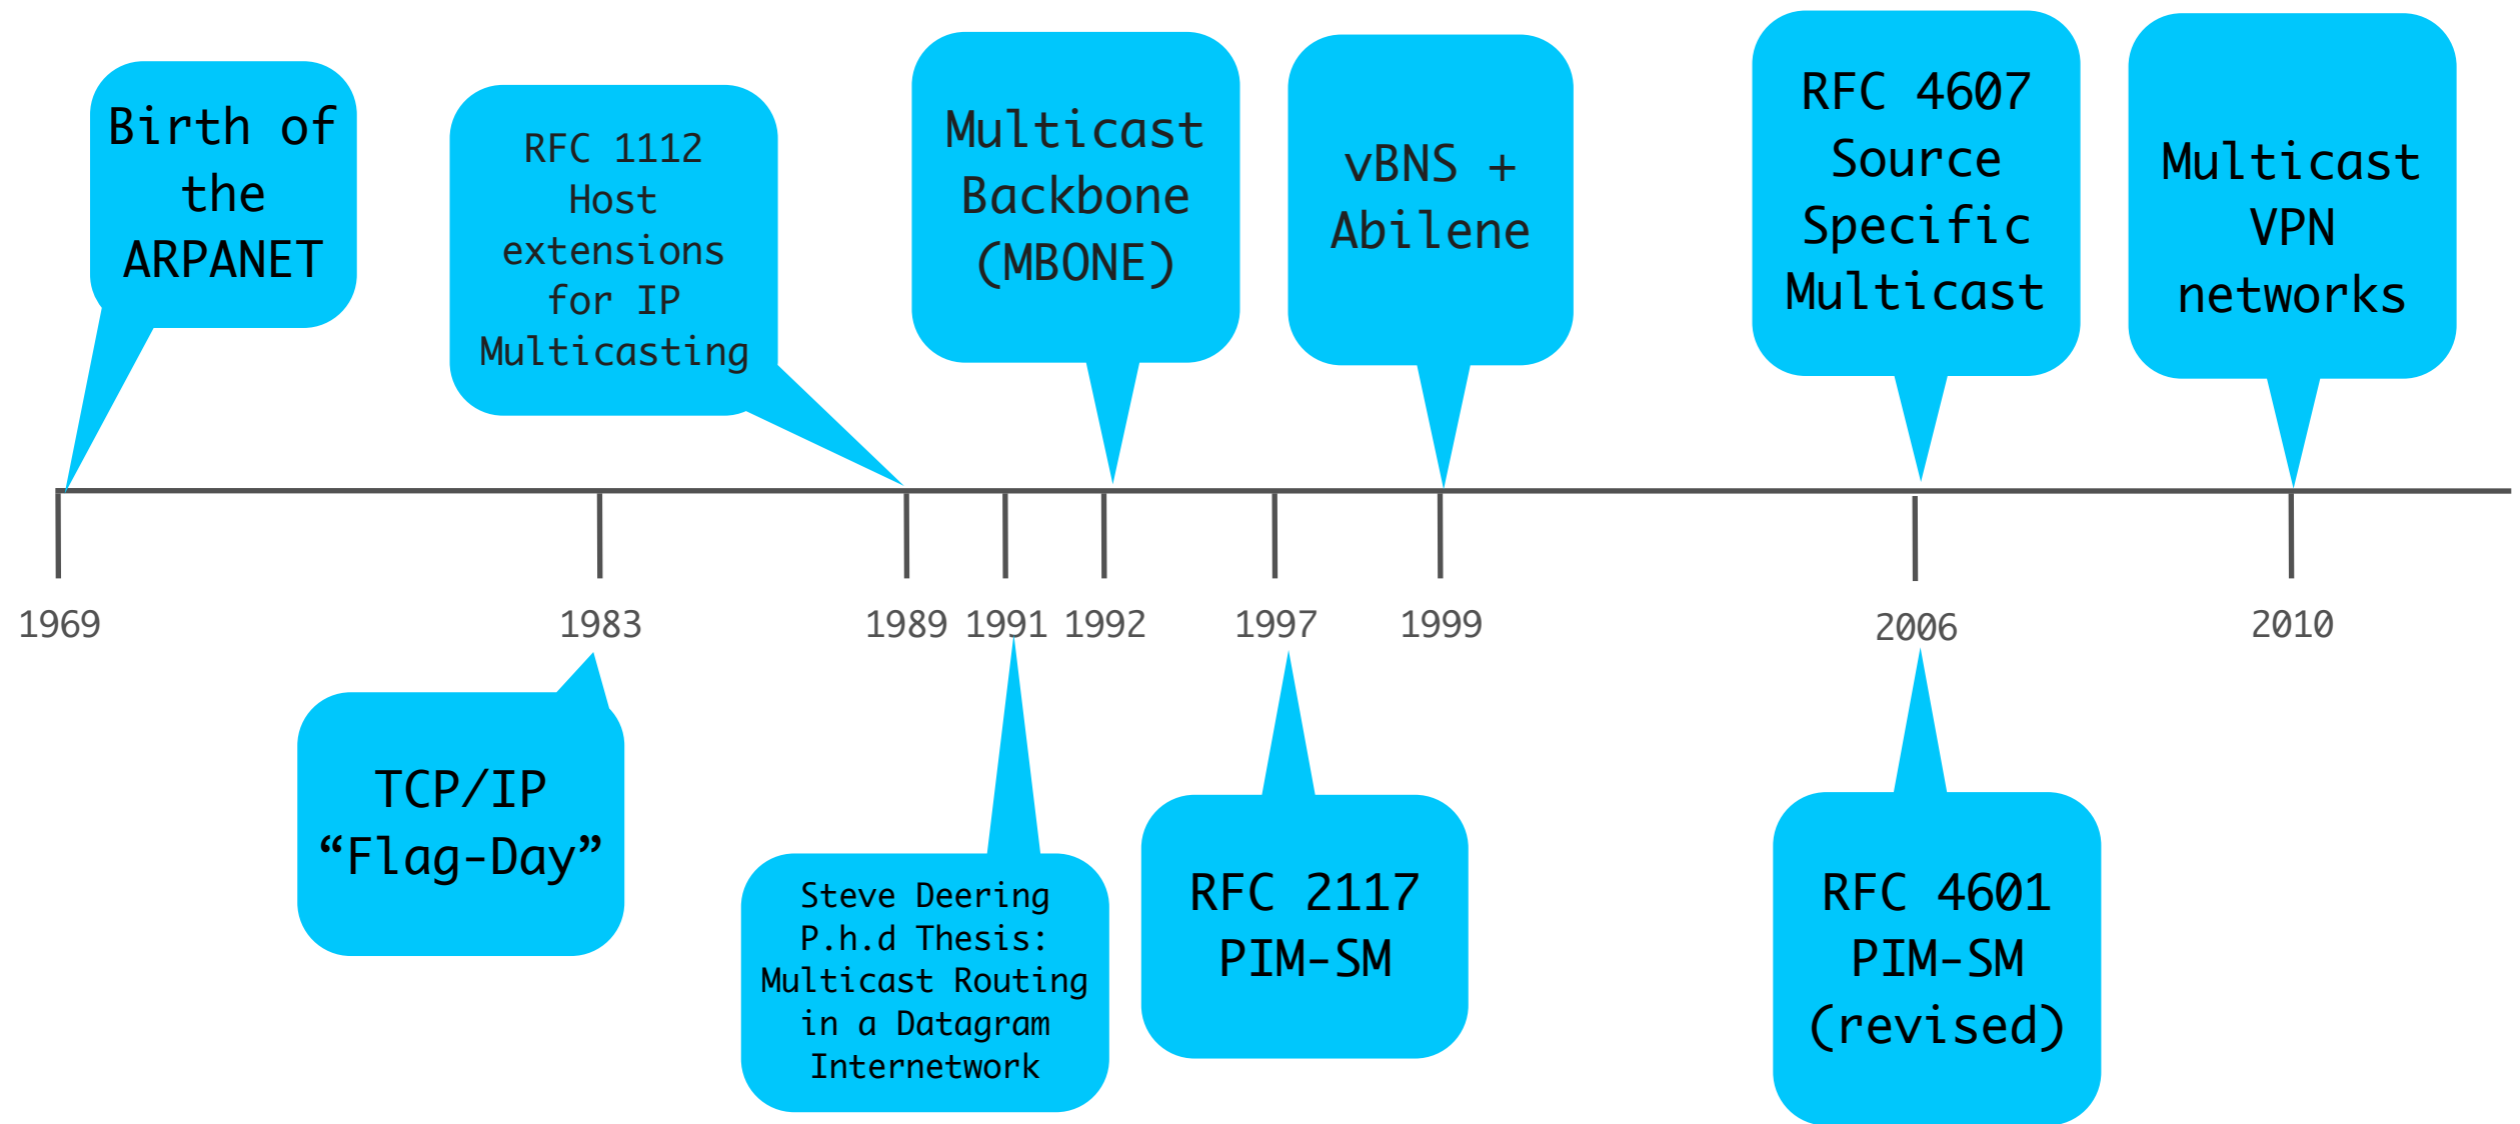 Birth of
the
ARPANET
RFC 1112
Host
extensions
for IP
Multicasting
Multicast
Backbone
(MBONE)
vBNS +
Abilene
RFC 4607
Source
Specific
Multicast
Multicast
VPN
networks
1969
1983
1989
1991
1992
1997
1999
2006
2010
TCP/IP
“Flag-Day”
Steve Deering
P.h.d Thesis:
Multicast Routing
in a Datagram
Internetwork
RFC 2117
PIM-SM
RFC 4601
PIM-SM
(revised)